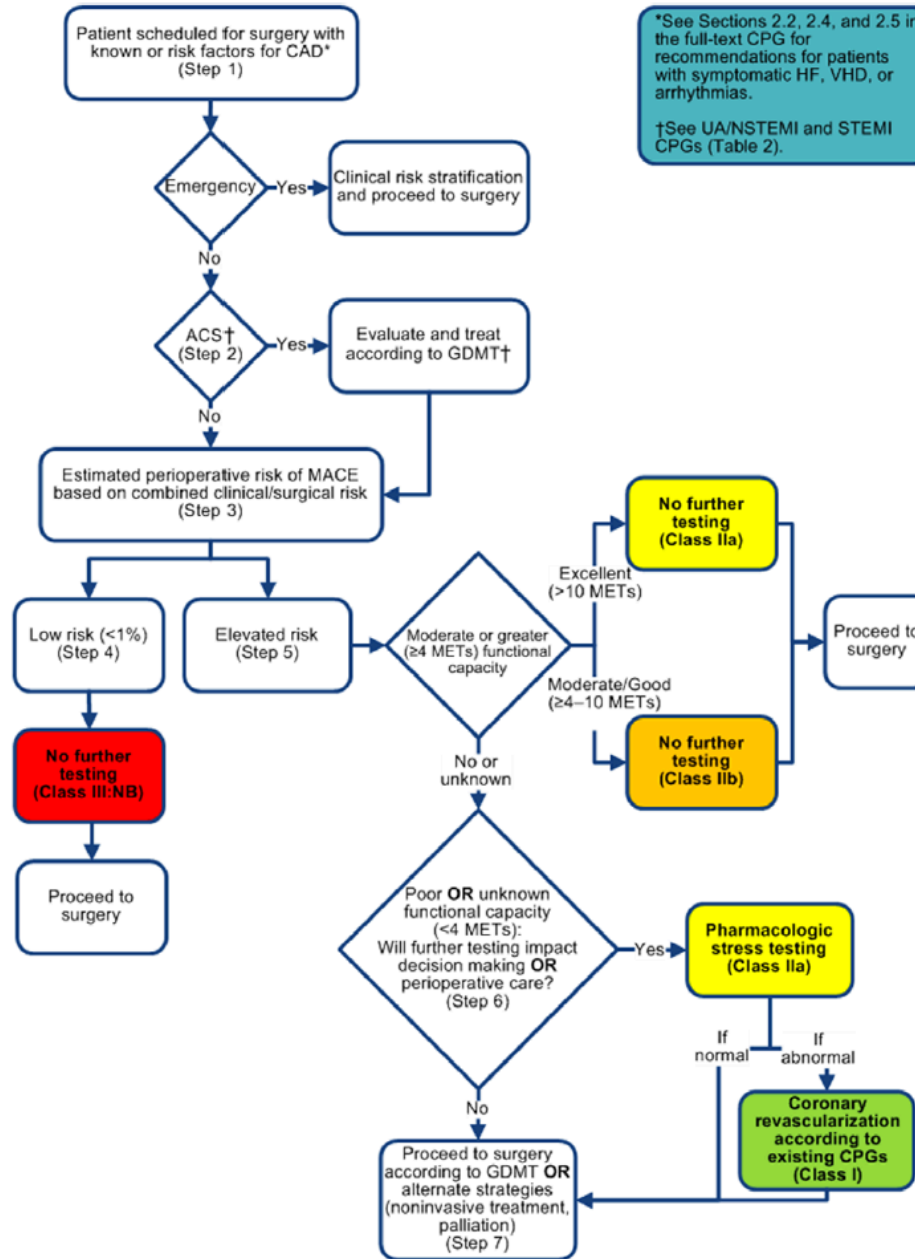 Patient scheduled for surgery with
known or risk factors for CAD*
(Step 1)
*See Sections 2.2, 2.4, and 2.5 in
the full-text CPG for
recommendations for patients
with symptomatic HF, VHD, or
arrhythmias.
†See UA/NSTEMI and STEMI
CPGs (Table 2).
Emergency
Yes
Clinical risk stratification
and proceed to surgery
No
ACS†
(Step 2)
Yes
Evaluate and treat
according to GDMT†
No
Estimated perioperative risk of MACE
based on combined clinical/surgical risk
(Step 3)
Low risk (<1%)
(Step 4)
Elevated risk
(Step 5)
Moderate or greater
(≥4 METs) functional
capacity
Excellent
(>10 METs)
No further
testing
(Class IIa)
Moderate/Good
(≥4–10 METs)
No further
testing
(Class IIb)
Proceed to
surgery
No further
testing
(Class III:NB)
Proceed to
surgery
No or
unknown
Poor OR unknown
functional capacity
(<4 METs):
Will further testing impact
decision making OR
perioperative care?
(Step 6)
Yes
Pharmacologic
stress testing
(Class IIa)
If
normal
If
abnormal
Coronary
revascularization
according to
existing CPGs
(Class I)
No
Proceed to surgery
according to GDMT OR
alternate strategies
(noninvasive treatment,
palliation)
(Step 7)